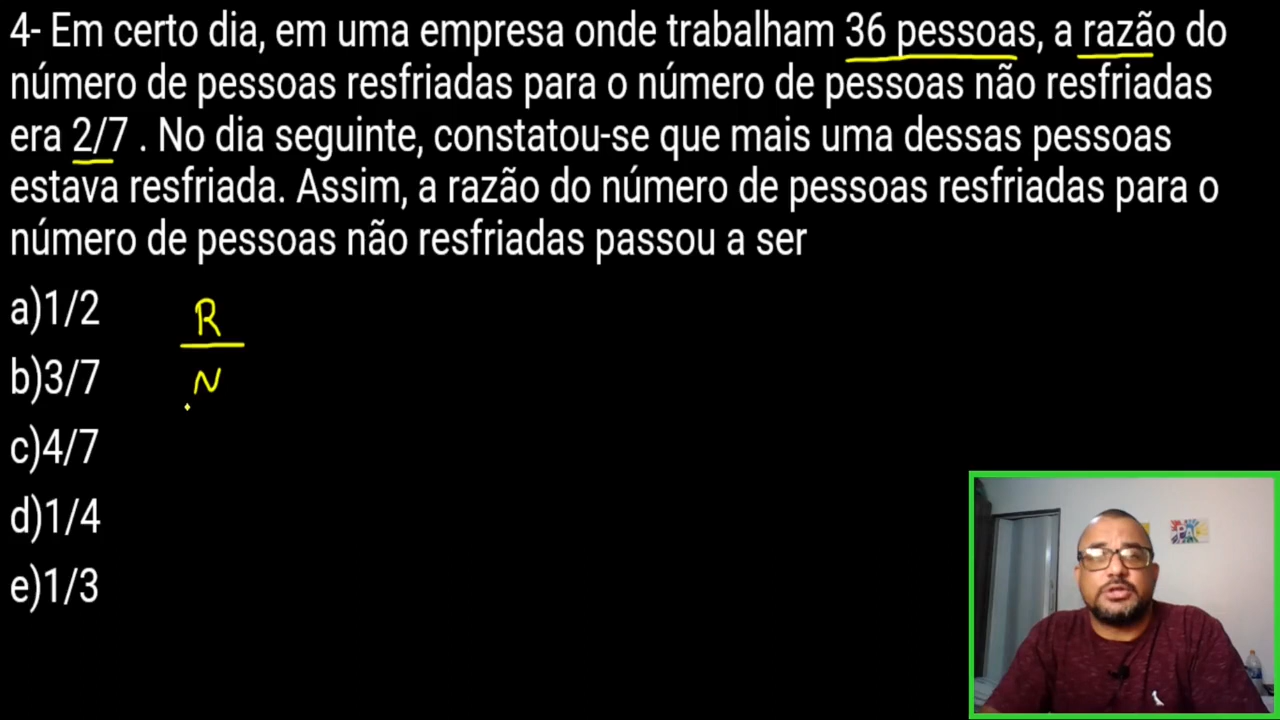 4- Em certo dia, em uma empresa onde trabalham 36 pessoas, a razão do
número de pessoas resfriadas para o número de pessoas não resfriadas
era 2/7 . No dia seguinte, constatou-se que mais uma dessas pessoas
estava resfriada. Assim, a razão do número de pessoas resfriadas para o
número de pessoas não resfriadas passou a ser
a)1/2
R
b)3/7
N
c)4/7
d)1/4
e)1/3
PA